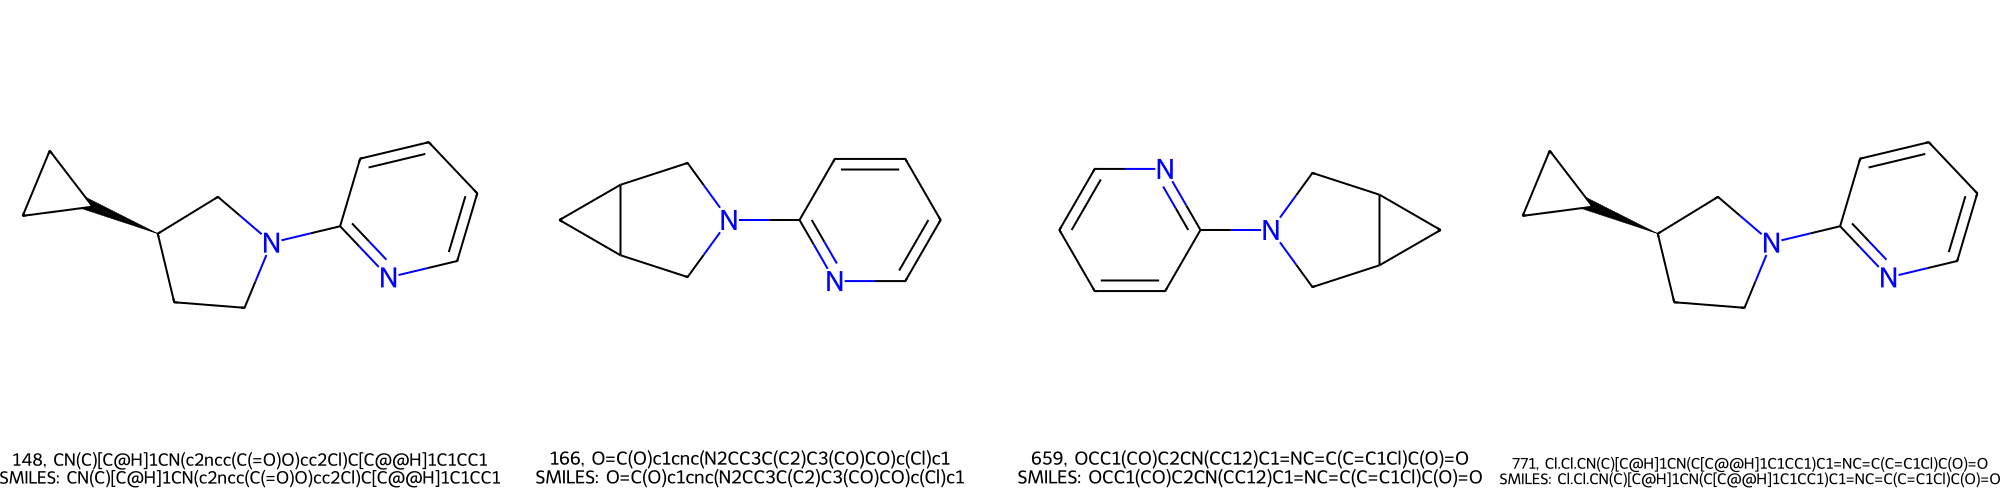 N
N
N
N
N
N
N
N
148, CN(C)[C@H]1CN(c2ncc(C(=O)O)cc2Cl)C[C@@H]1C1CC1
SMILES: CN(C)[C@H]1CN(c2ncc(C(=O)O)cc2Cl)C[C@@H]1C1CC1
166, O=C(O)c1cnc(N2CC3C(C2)C3(CO)CO)c(Cl)c1
SMILES: O=C(O)c1cnc(N2CC3C(C2)C3(CO)CO)c(Cl)c1
659, OCC1(CO)C2CN(CC12)C1=NC=C(C=C1Cl)C(O)=O
SMILES: OCC1(CO)C2CN(CC12)C1=NC=C(C=C1Cl)C(O)=O
771, Cl.Cl.CN(C)[C@H]1CN(C[C@@H]1C1CC1)C1=NC=C(C=C1Cl)C(O)=O
SMILES: Cl.Cl.CN(C)[C@H]1CN(C[C@@H]1C1CC1)C1=NC=C(C=C1Cl)C(O)=O